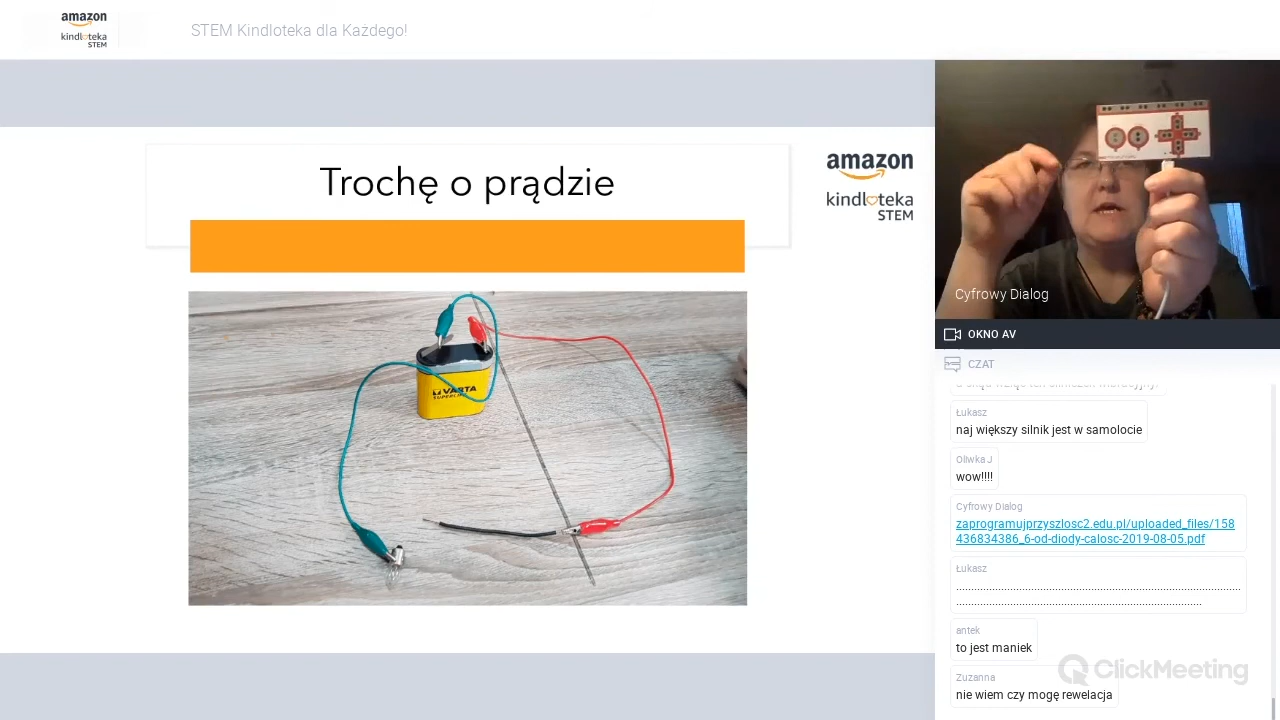 amazon
kindloteka
STEM
STEM Kindloteka dla Każdego!
Trochę o prądzie
amazon
kindloteka
STEM
VARTA
SUPERLIFE
Cyfrowy Dialog
OKNO AV
CZAT
Łukasz
naj większy silnik jest w samolocie
Oliwka J
wow!!!!
Cyfrowy Dialog
zaprogramujprzyszlosc2.edu.pl/uploaded_files/158
436834386_6-od-diody-calosc-2019-08-05.pdf
Łukasz
................................................................................................
..................................................................................
antek
to jest maniek
ClickMeeting
Zuzanna
nie wiem czy mogę rewelacja